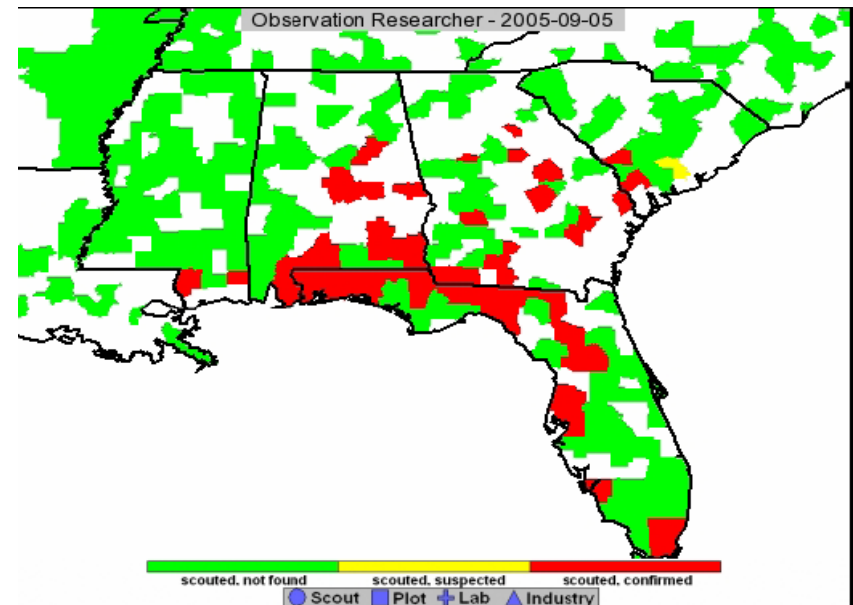 Observation Researcher - 2005-09-05
scouted, not found scouted, suspected scouted, confirmed
Scout Plot Lab Industry